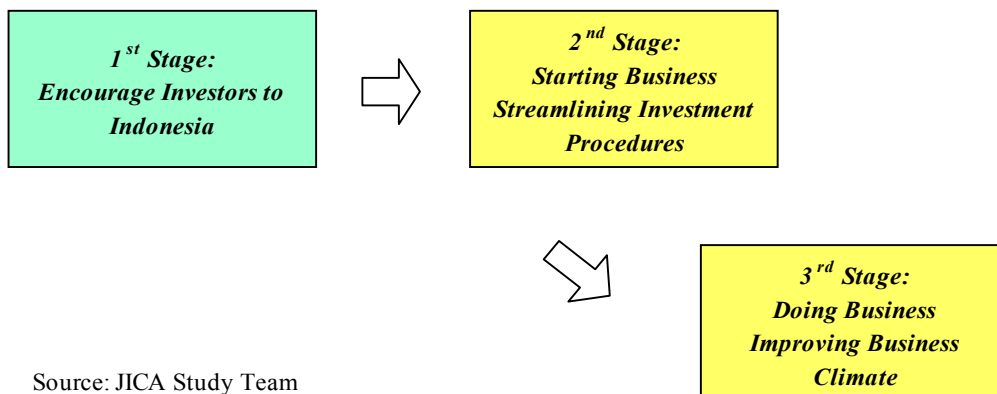 1st Stage:
Encourage Investors to
Indonesia
2nd Stage:
Starting Business
Streamlining Investment
Procedures
3rd Stage:
Doing Business
Improving Business
Climate
Source: JICA Study Team